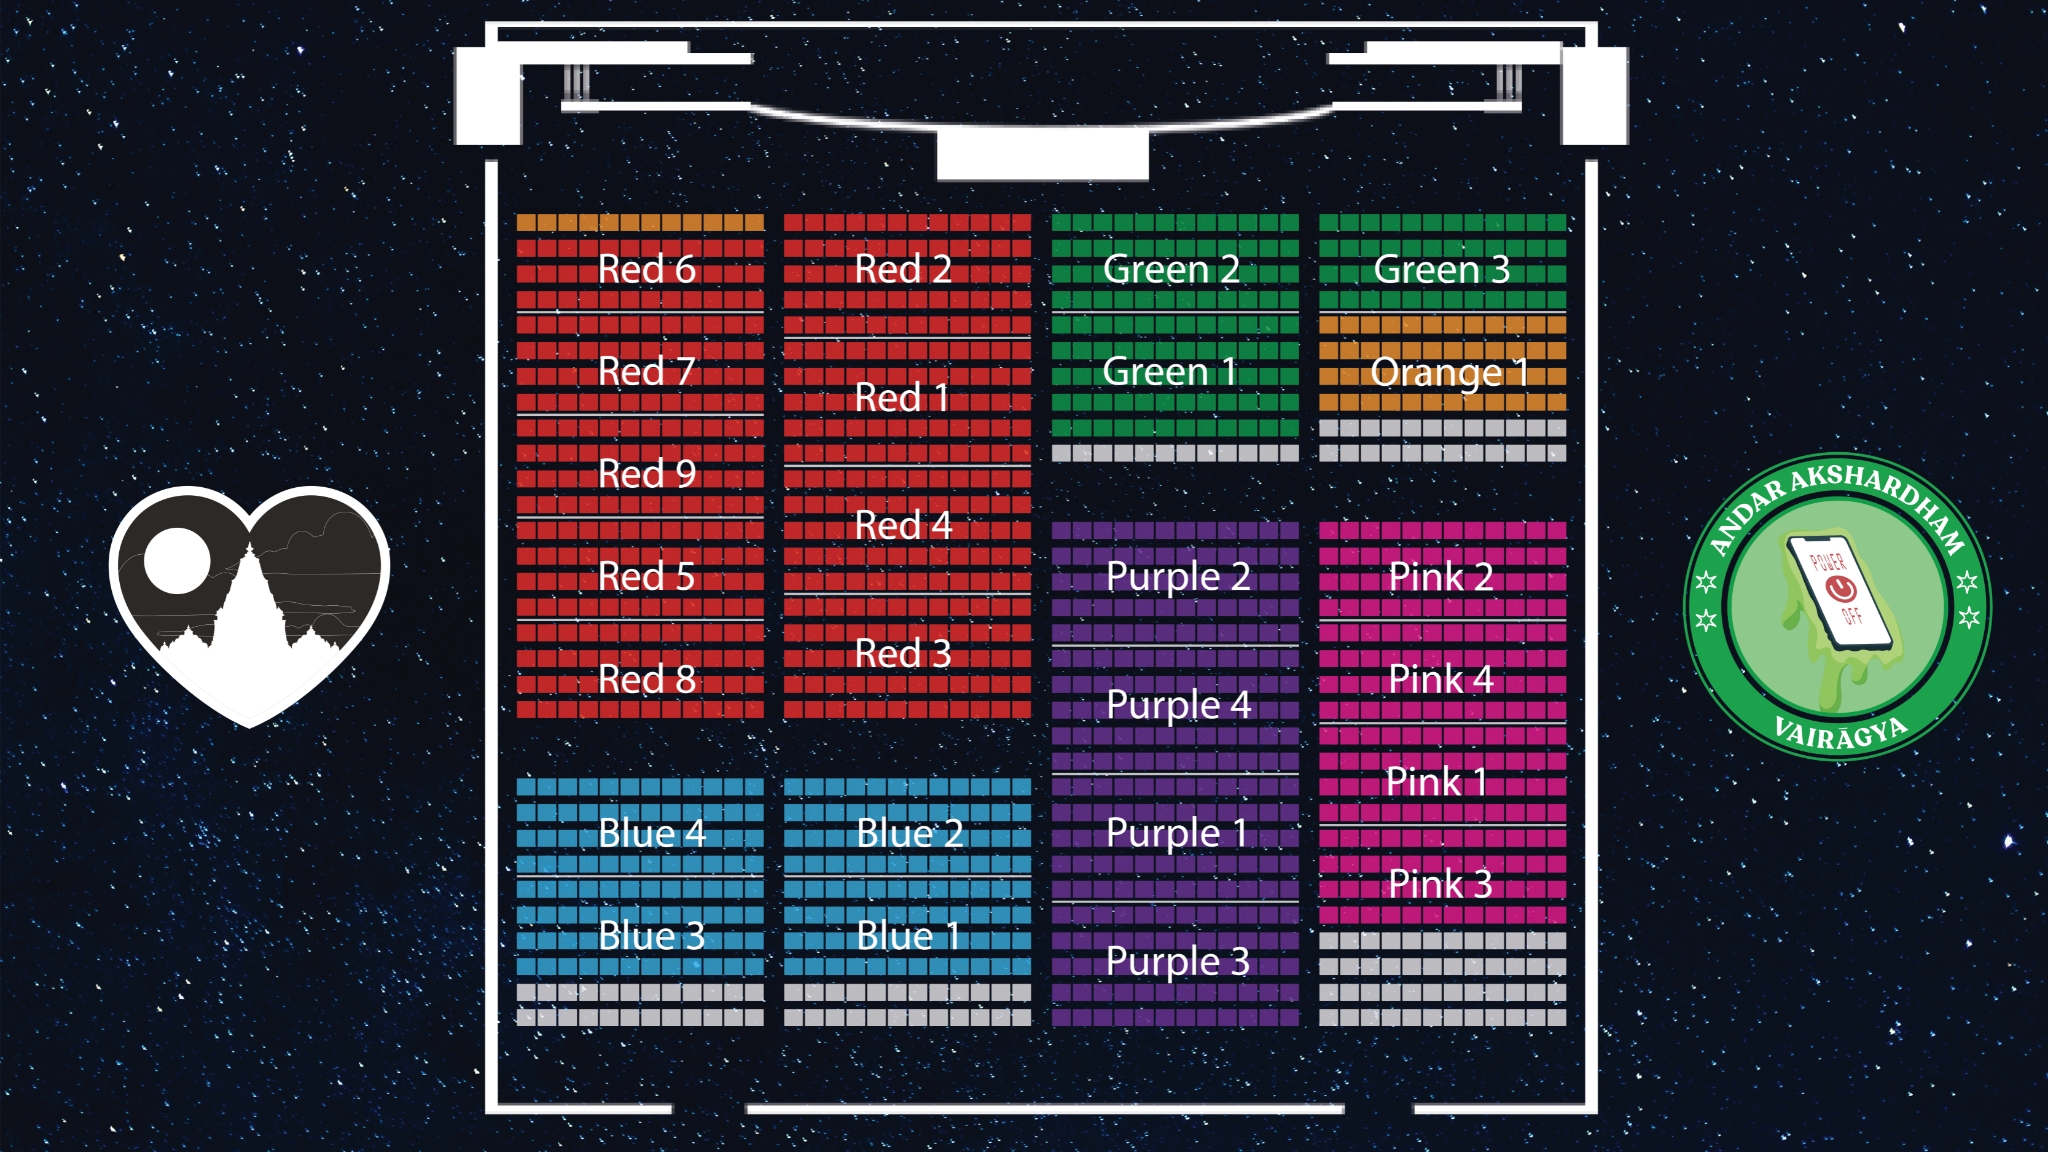 Red 6
Red 2
Green 2
Green 3
Red 7
Red 1
Green 1
Orange 1
Red 9
Red 4
Red 5
Purple 2
Pink 2
Red 8
Red 3
Purple 4
Pink 4
Pink 1
Blue 4
Blue 2
Purple 1
Pink 3
Blue 3
Blue 1
Purple 3
ANDAR AKSHARDHAM
POWER
OFF
VAIRĀGYA